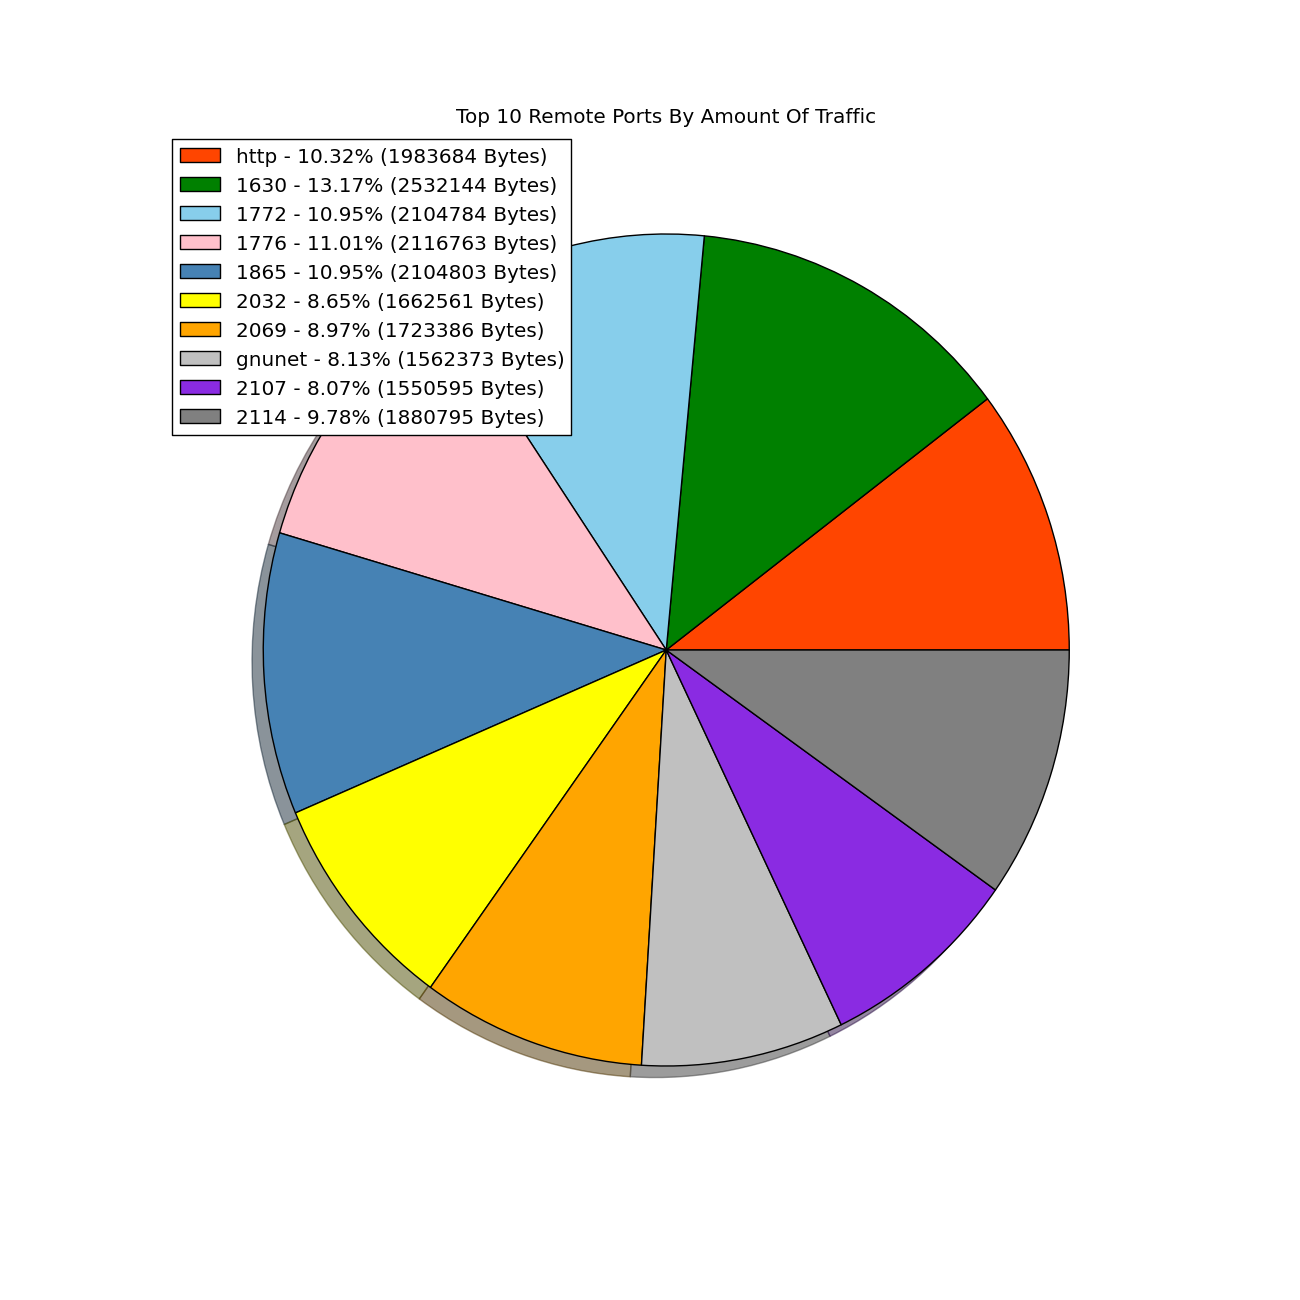 Top 10 Remote Ports By Amount Of Traffic
http - 10.32% (1983684 Bytes)
1630 - 13.17% (2532144 Bytes)
1772 - 10.95% (2104784 Bytes)
1776 - 11.01% (2116763 Bytes)
1865 - 10.95% (2104803 Bytes)
2032 - 8.65% (1662561 Bytes)
2069 - 8.97% (1723386 Bytes)
gnunet - 8.13% (1562373 Bytes)
2107 - 8.07% (1550595 Bytes)
2114 - 9.78% (1880795 Bytes)